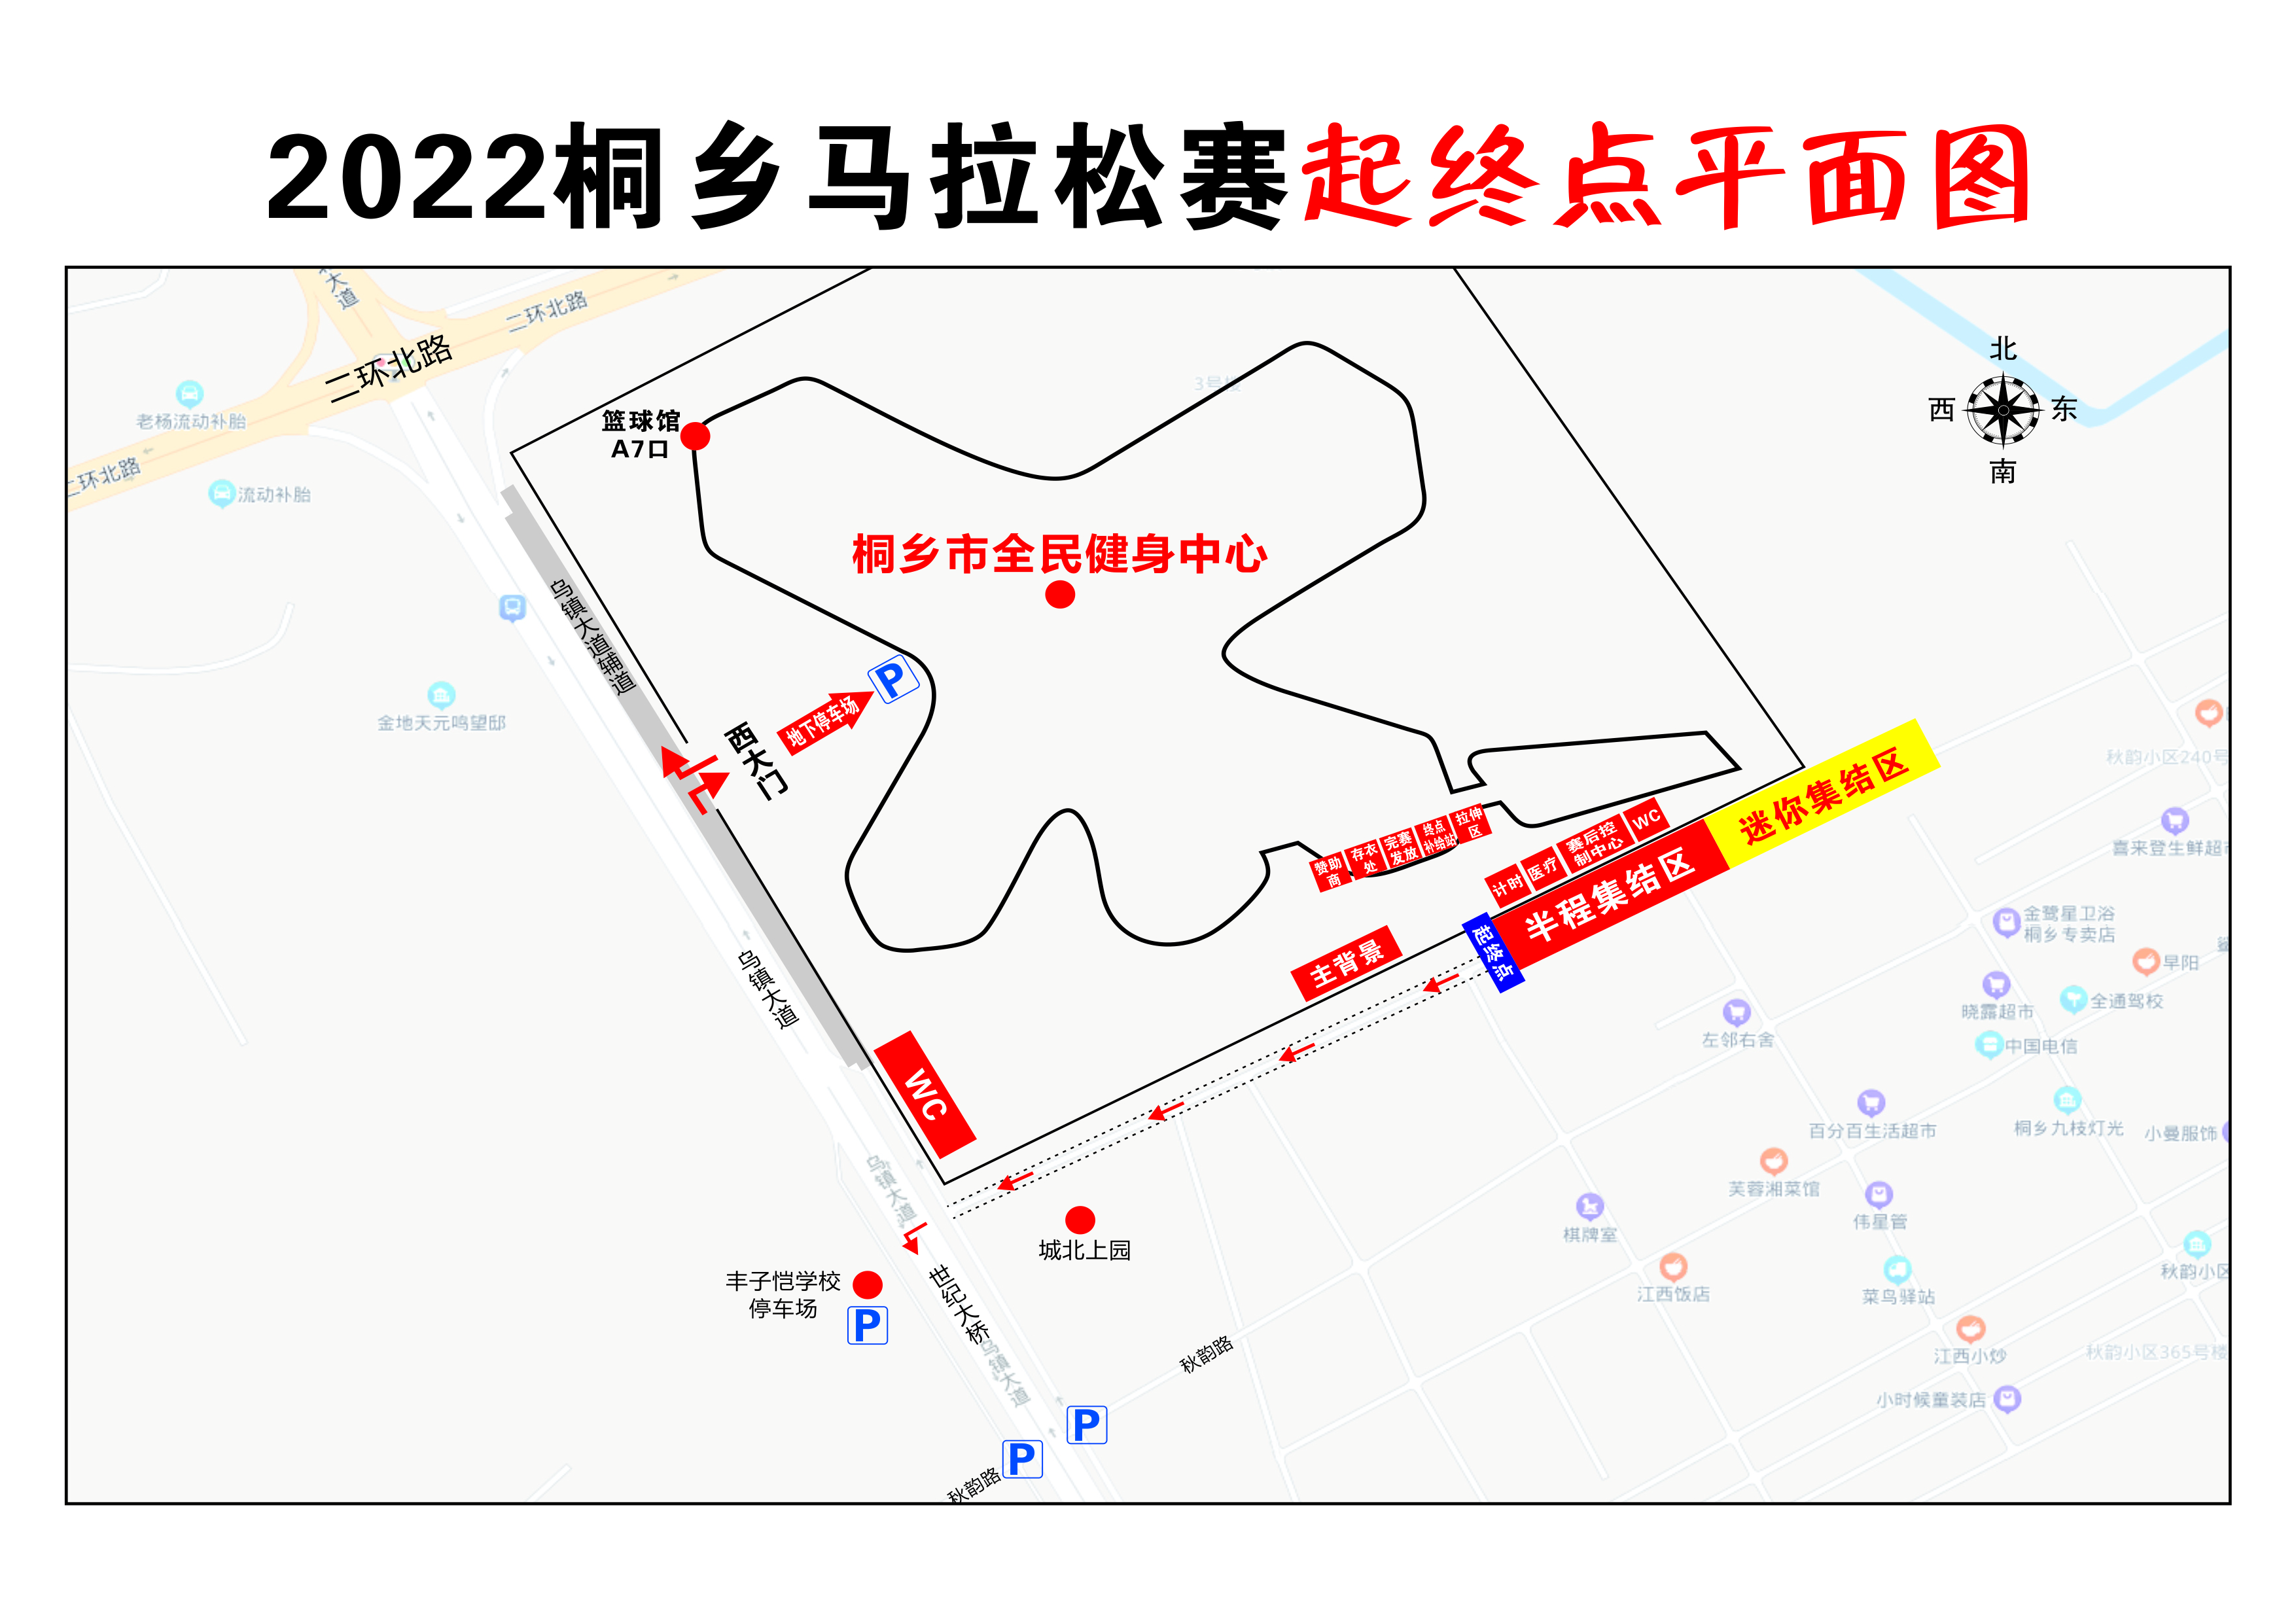 2022桐乡马拉松赛起终点平面图
大道
二环北路
二环北路
二环北路
老杨流动补胎
流动补胎
篮球馆
A7口
3号楼
北
西
东
南
桐乡市全民健身中心
乌镇大道辅道
金地天元鸣望邸
P
地下停车场
西大门
迷你集结区
半程集结区
起终点
赞助商
存衣处
完赛发放
终点补给站
拉伸区
计时
医疗
赛后控制中心
WC
主背景
乌镇大道
WC
乌镇大道
城北上园
丰子恺学校
停车场
P
世纪大桥
乌镇大道
秋韵路
P
P
秋韵路
秋韵小区240号
喜来登生鲜超市
金鹭星卫浴
桐乡专卖店
早阳
晓露超市
全通驾校
左邻右舍
中国电信
百分百生活超市
桐乡九枝灯光
小曼服饰
芙蓉湘菜馆
伟星管
棋牌室
江西饭店
菜鸟驿站
秋韵小区
江西小炒
秋韵小区365号楼
小时候童装店